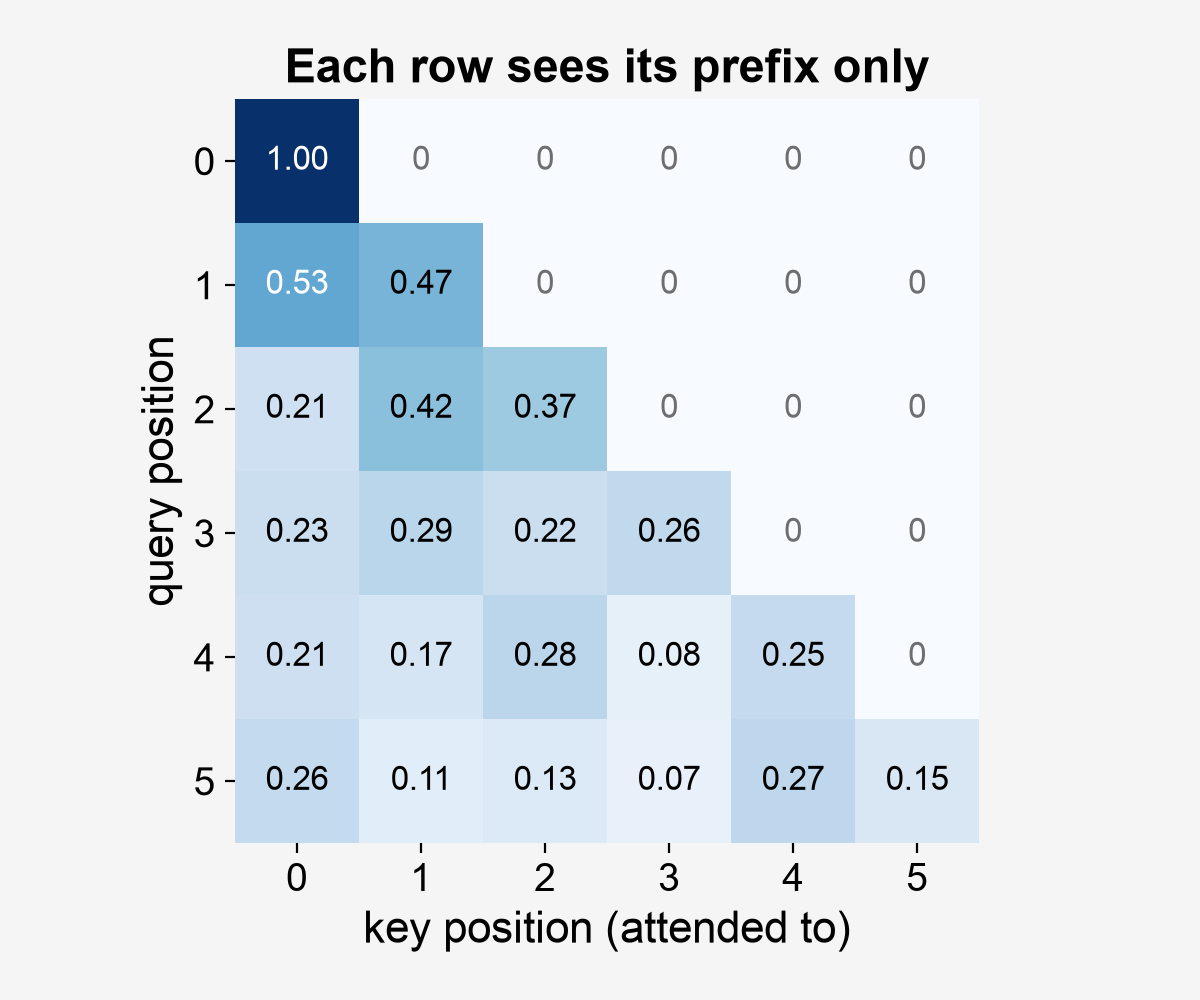 Each row sees its prefix only
0 1.00 0 0 0 0 0
1 0.53 0.47 0 0 0 0
2 0.21 0.42 0.37 0 0 0
3 0.23 0.29 0.22 0.26 0 0
4 0.21 0.17 0.28 0.08 0.25 0
5 0.26 0.11 0.13 0.07 0.27 0.15
query position
0 1 2 3 4 5
key position (attended to)